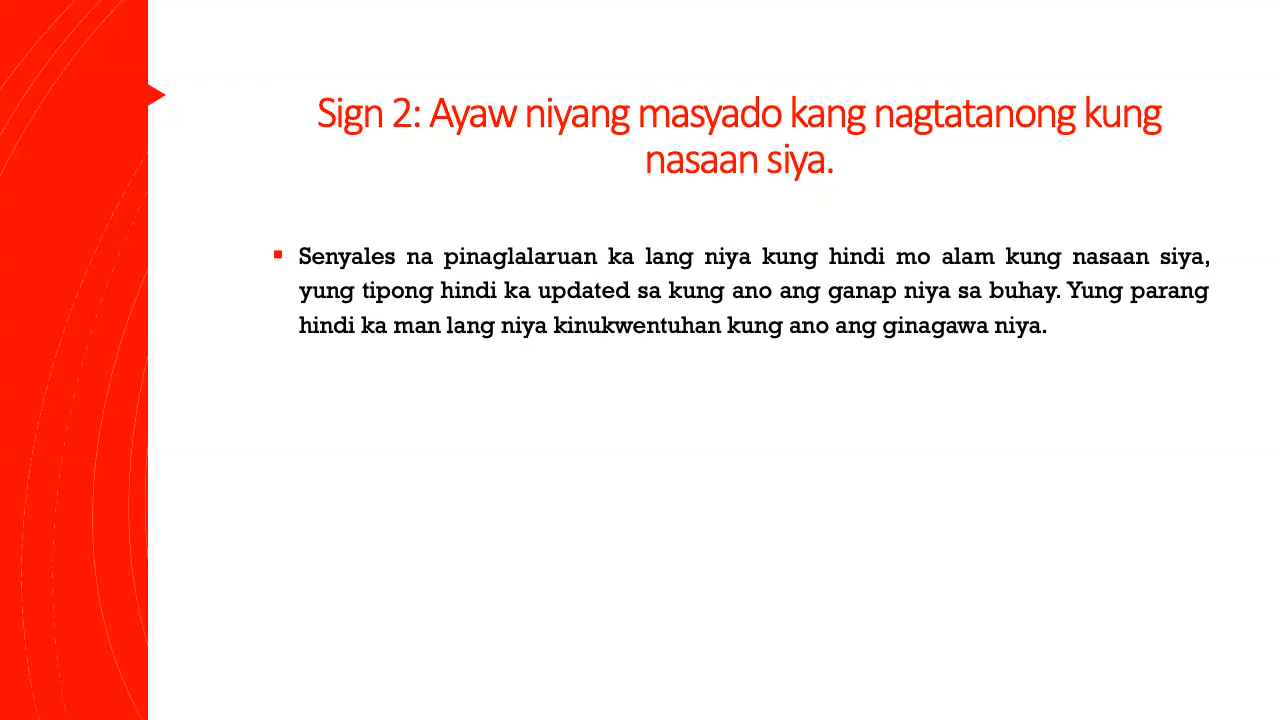 Sign 2: Ayaw niyang masyado kang nagtatanong kung
nasaan siya.
Senyales na pinaglalaruan ka lang niya kung hindi mo alam kung nasaan siya,
yung tipong hindi ka updated sa kung ano ang ganap niya sa buhay. Yung parang
hindi ka man lang niya kinukwentuhan kung ano ang ginagawa niya.